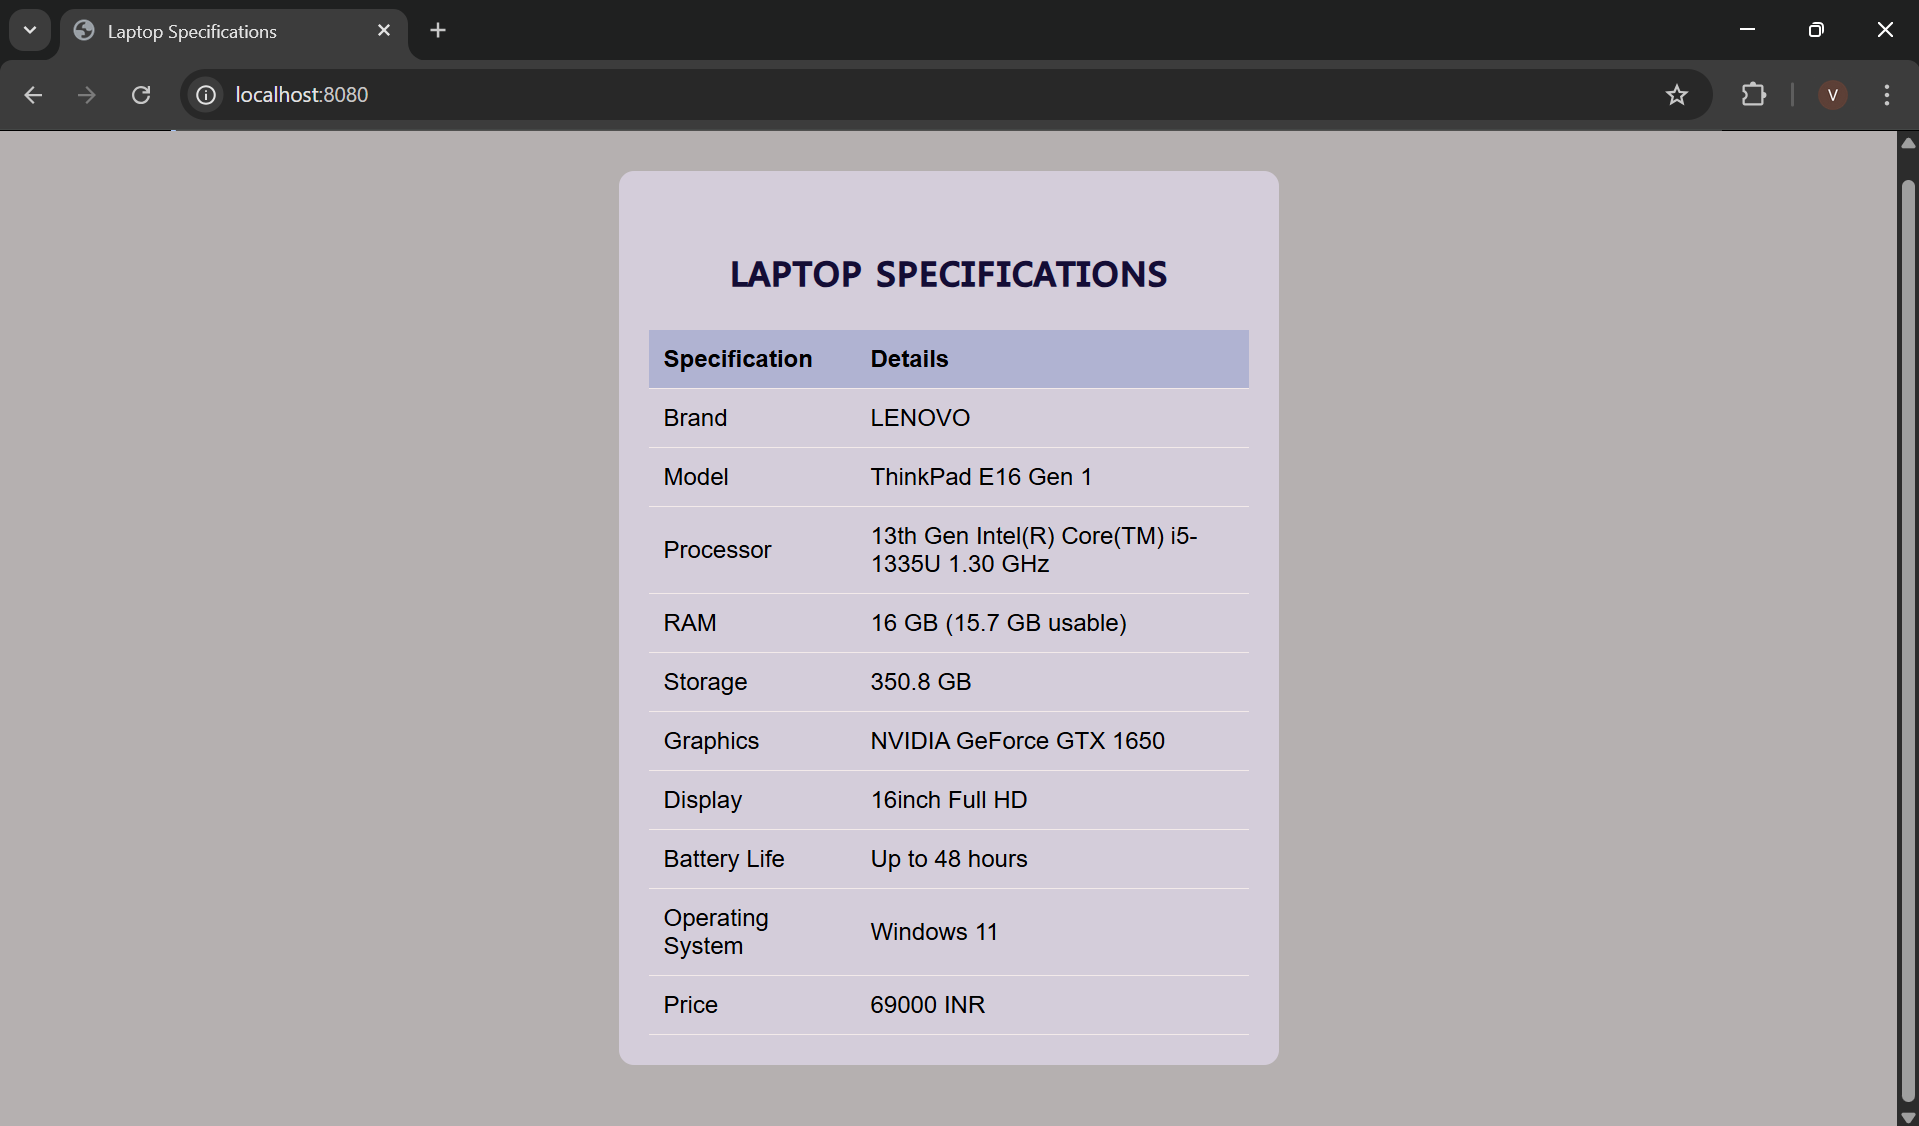 Laptop Specifications
localhost:8080
V
LAPTOP SPECIFICATIONS
Specification Details
Brand LENOVO
Model ThinkPad E16 Gen 1
Processor 13th Gen Intel(R) Core(TM) i5-
1335U 1.30 GHz
RAM 16 GB (15.7 GB usable)
Storage 350.8 GB
Graphics NVIDIA GeForce GTX 1650
Display 16inch Full HD
Battery Life Up to 48 hours
Operating
System Windows 11
Price 69000 INR